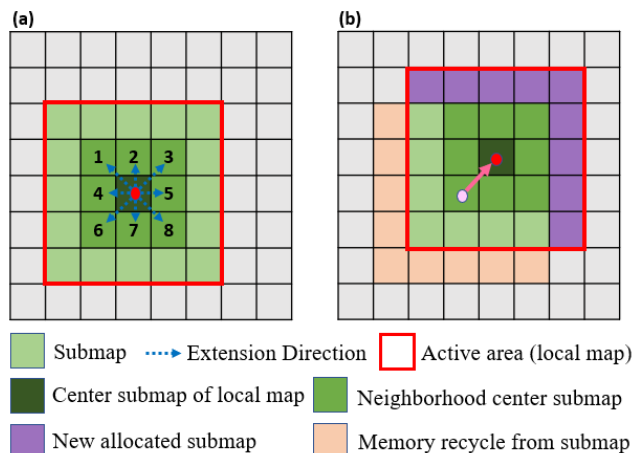 (a) (b)
1 2 3
4 5
6 7 8
Submap Extension Direction Active area (local map)
Center submap of local map Neighborhood center submap
New allocated submap Memory recycle from submap